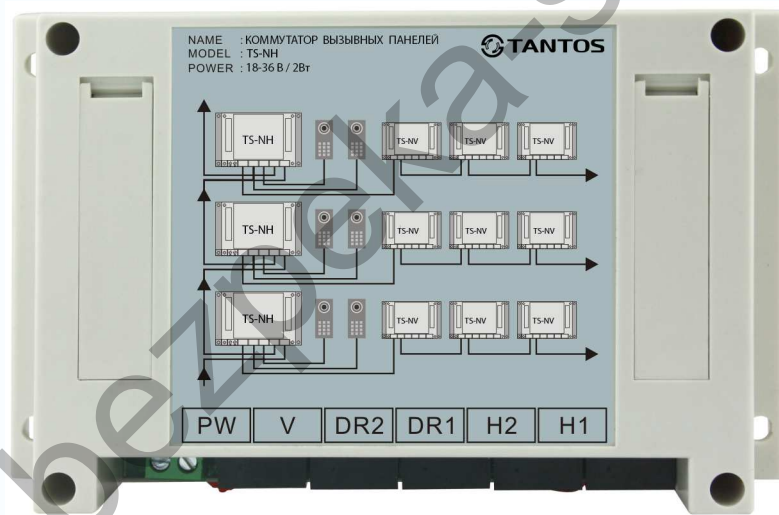 NAME : КОММУТАТОР ВЫЗЫВНЫХ ПАНЕЛЕЙ
MODEL : TS-NH
POWER : 18-36 В / 2Вт
TANTOS
TS-NH TS-NV TS-NV TS-NV
TS-NH TS-NV TS-NV TS-NV
TS-NH TS-NV TS-NV TS-NV
PW V DR2 DR1 H2 H1
bezpeka-s